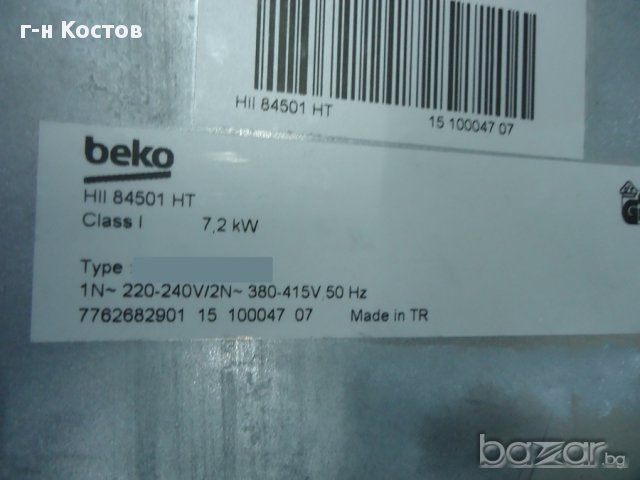 г-н Костов
HII 84501 HT
15 100047 07
beko
HII 84501 HT
Class I 7,2 kW
Type :
1N~ 220-240V/2N~ 380-415V,50 Hz
7762682901 15 100047 07 Made in TR
bazar.bg